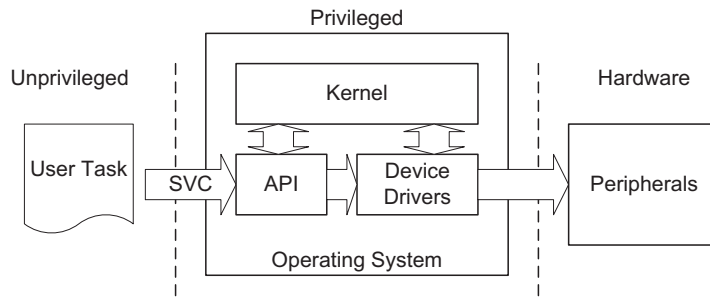 Privileged
Unprivileged
Hardware
Kernel
User Task
SVC
API
Device
Drivers
Peripherals
Operating System